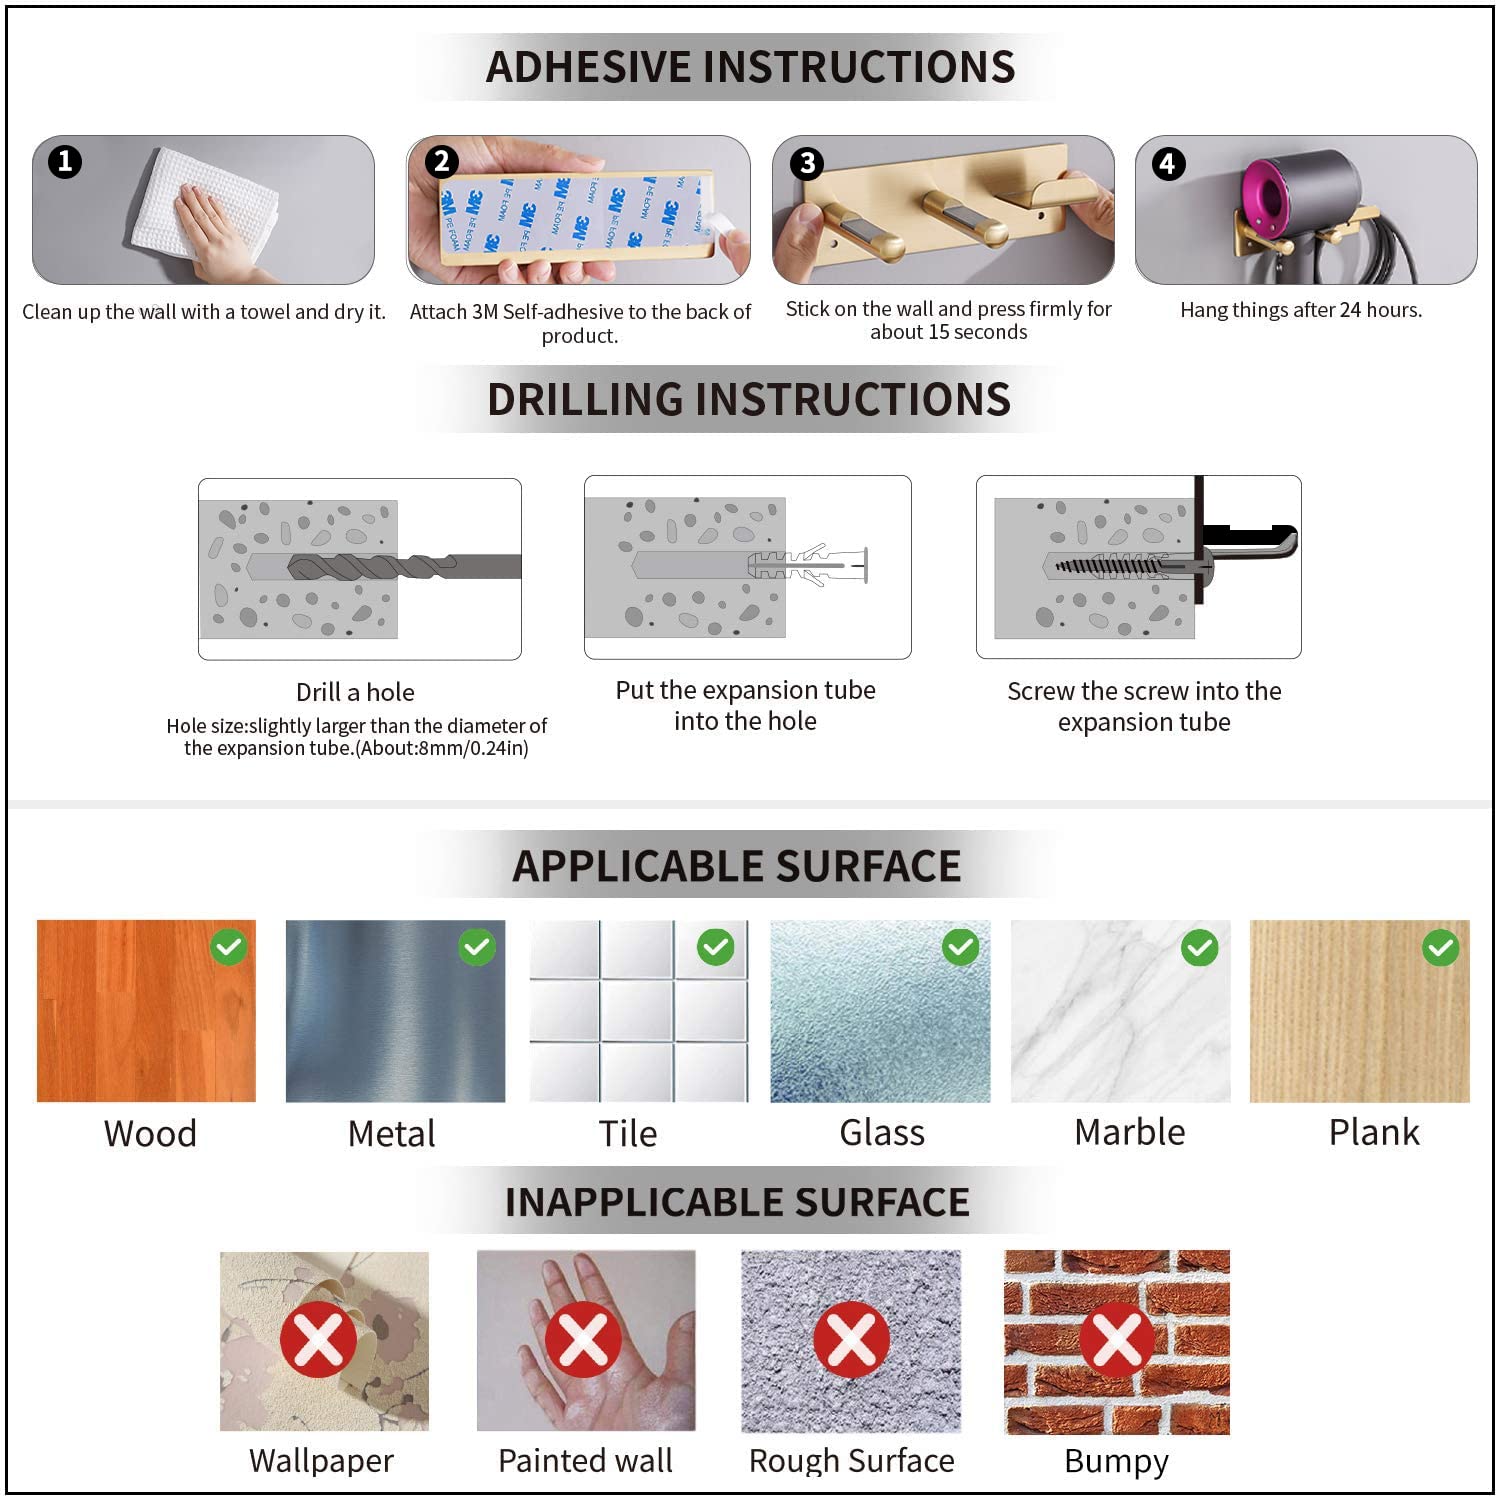 ADHESIVE INSTRUCTIONS
1
2
3
4
3M PE FOAM
Clean up the wall with a towel and dry it.
Attach 3M Self-adhesive to the back of
product.
Stick on the wall and press firmly for
about 15 seconds
Hang things after 24 hours.
DRILLING INSTRUCTIONS
Drill a hole
Hole size:slightly larger than the diameter of
the expansion tube.(About:8mm/0.24in)
Put the expansion tube
into the hole
Screw the screw into the
expansion tube
APPLICABLE SURFACE
Wood
Metal
Tile
Glass
Marble
Plank
INAPPLICABLE SURFACE
Wallpaper
Painted wall
Rough Surface
Bumpy